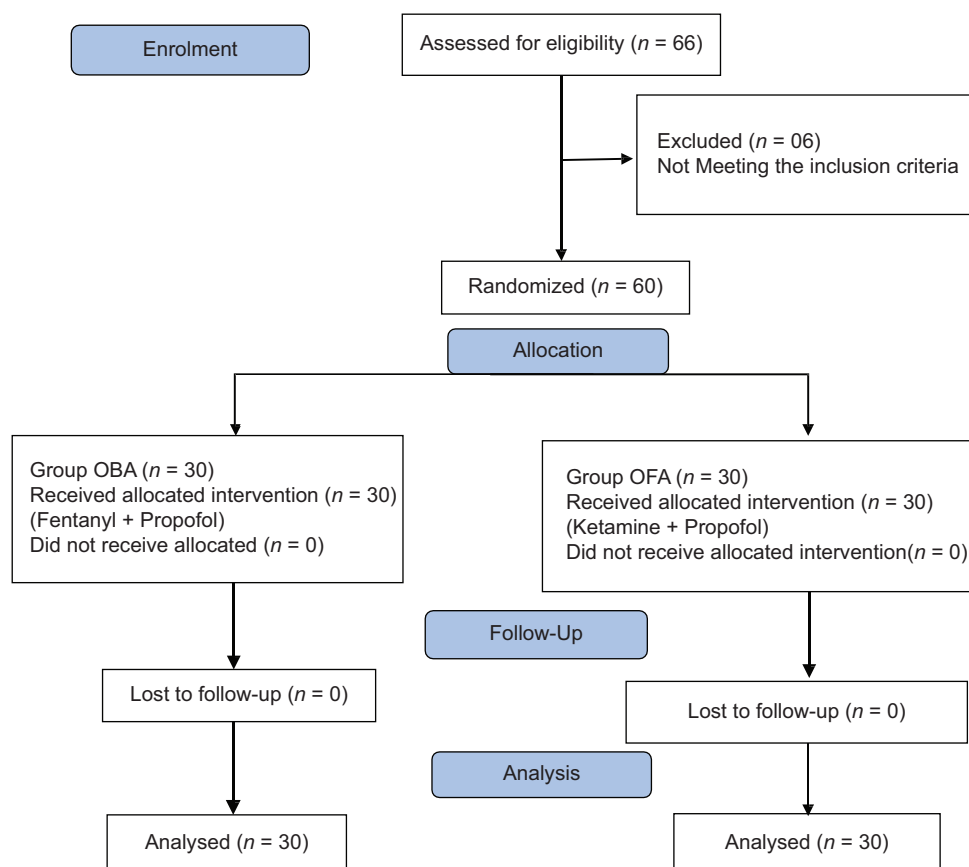 Enrolment
Assessed for eligibility (n = 66)
Excluded (n = 06)
Not Meeting the inclusion criteria
Randomized (n = 60)
Allocation
Group OBA (n = 30)
Received allocated intervention (n = 30)
(Fentanyl + Propofol)
Did not receive allocated (n = 0)
Group OFA (n = 30)
Received allocated intervention (n = 30)
(Ketamine + Propofol)
Did not receive allocated intervention(n = 0)
Follow-Up
Lost to follow-up (n = 0)
Lost to follow-up (n = 0)
Analysis
Analysed (n = 30)
Analysed (n = 30)